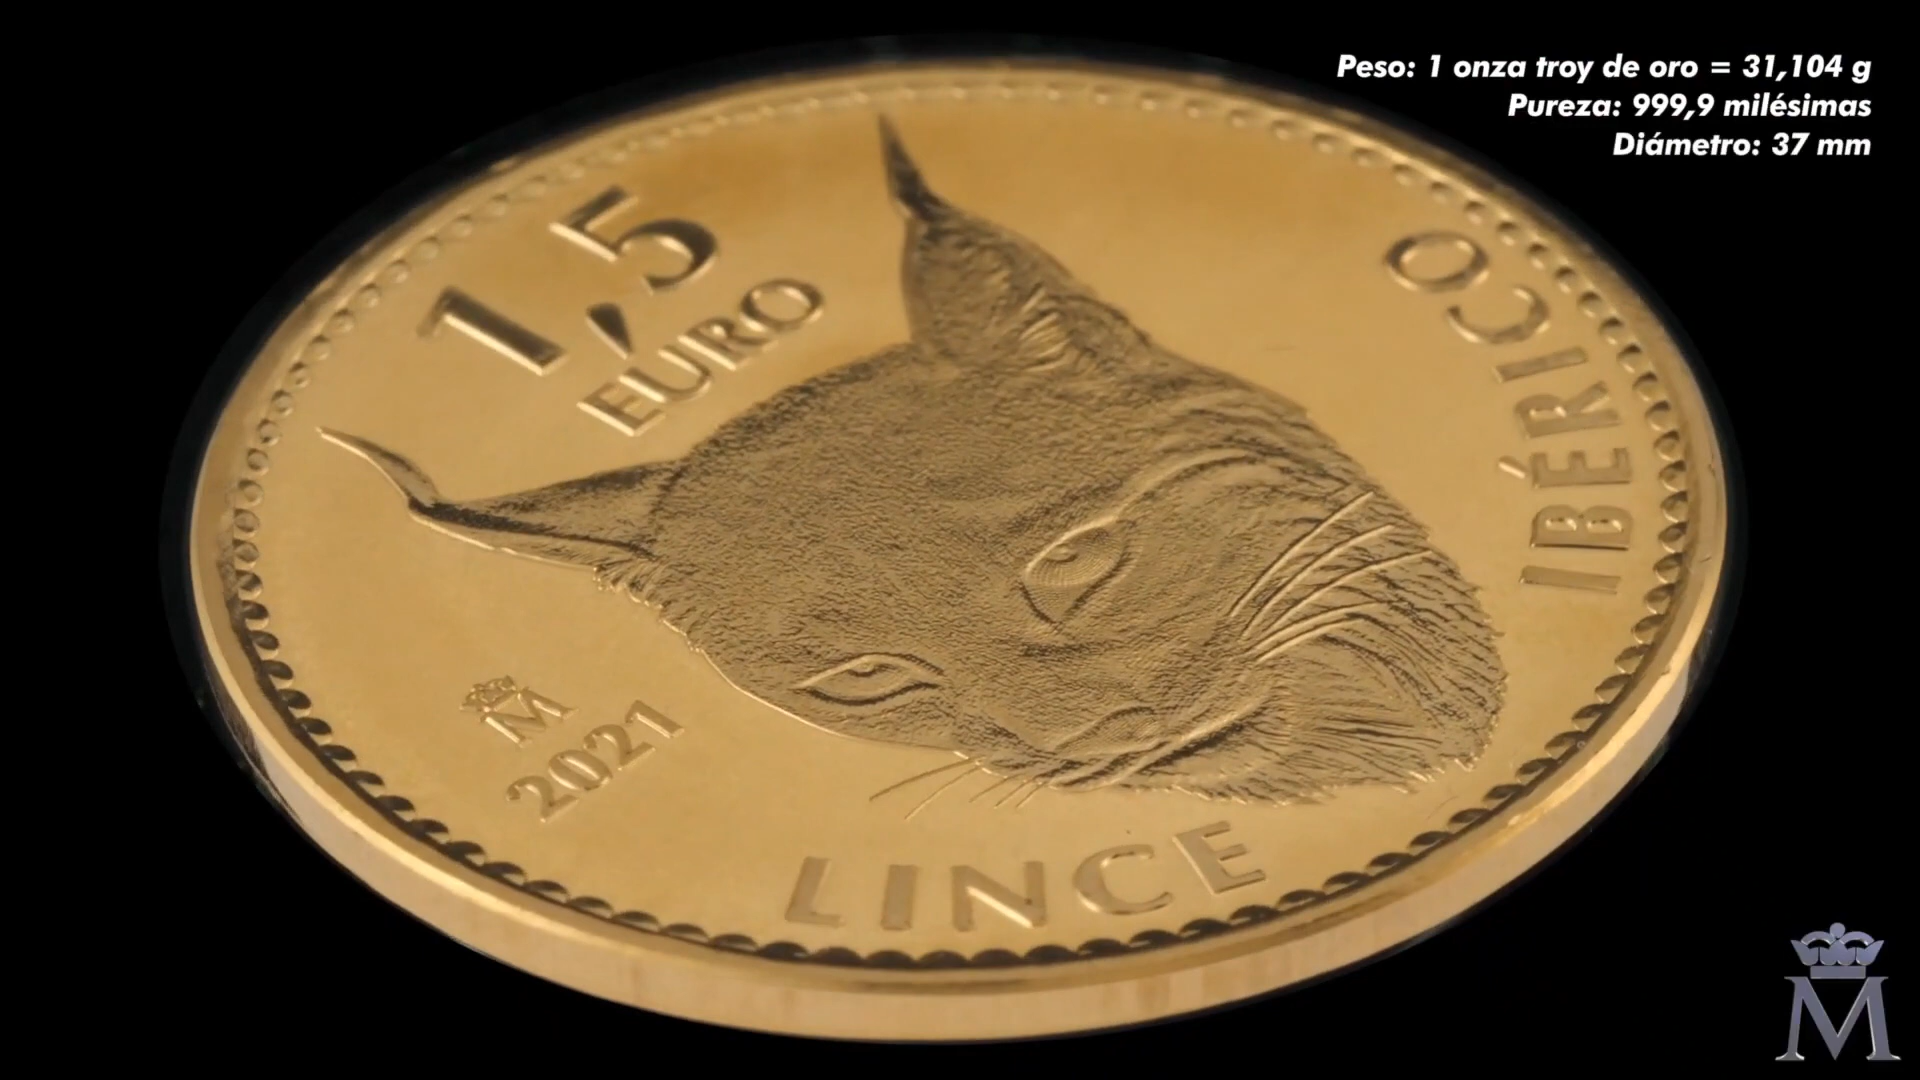 Peso: 1 onza troy de oro = 31,104 g
Pureza: 999,9 milésimas
Diámetro: 37 mm
1,5
EURO
M
2021
LINCE
IBÉRICO
M